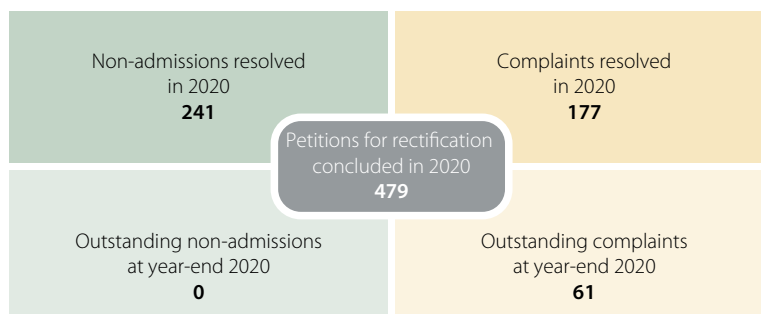 Non-admissions resolved
in 2020
241
Complaints resolved
in 2020
177
Petitions for rectification
concluded in 2020
479
Outstanding non-admissions
at year-end 2020
0
Outstanding complaints
at year-end 2020
61